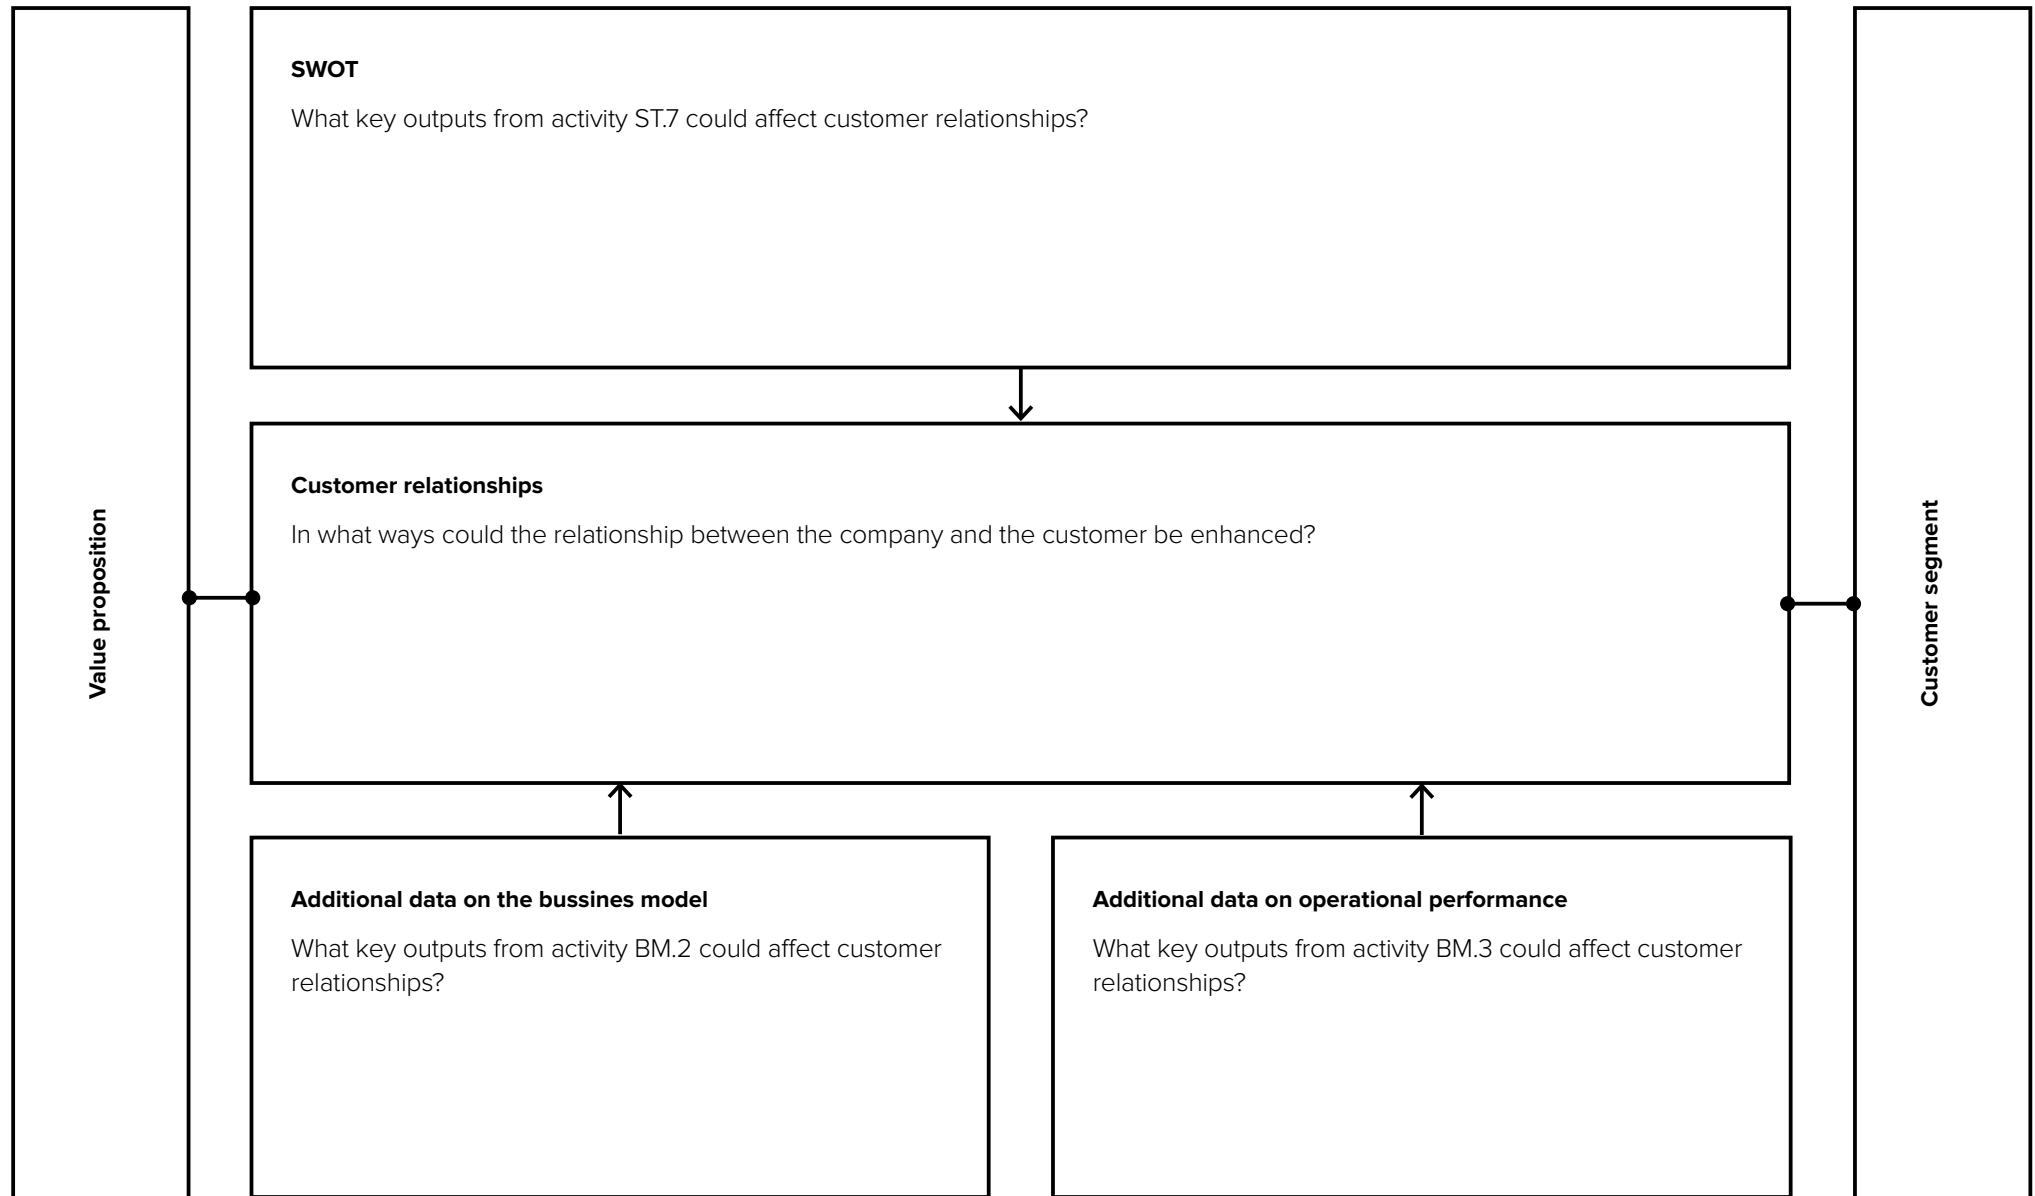 Value proposition
SWOT
What key outputs from activity ST.7 could affect customer relationships?
Customer relationships
In what ways could the relationship between the company and the customer be enhanced?
Additional data on the bussines model
What key outputs from activity BM.2 could affect customer
relationships?
Additional data on operational performance
What key outputs from activity BM.3 could affect customer
relationships?
Customer segment